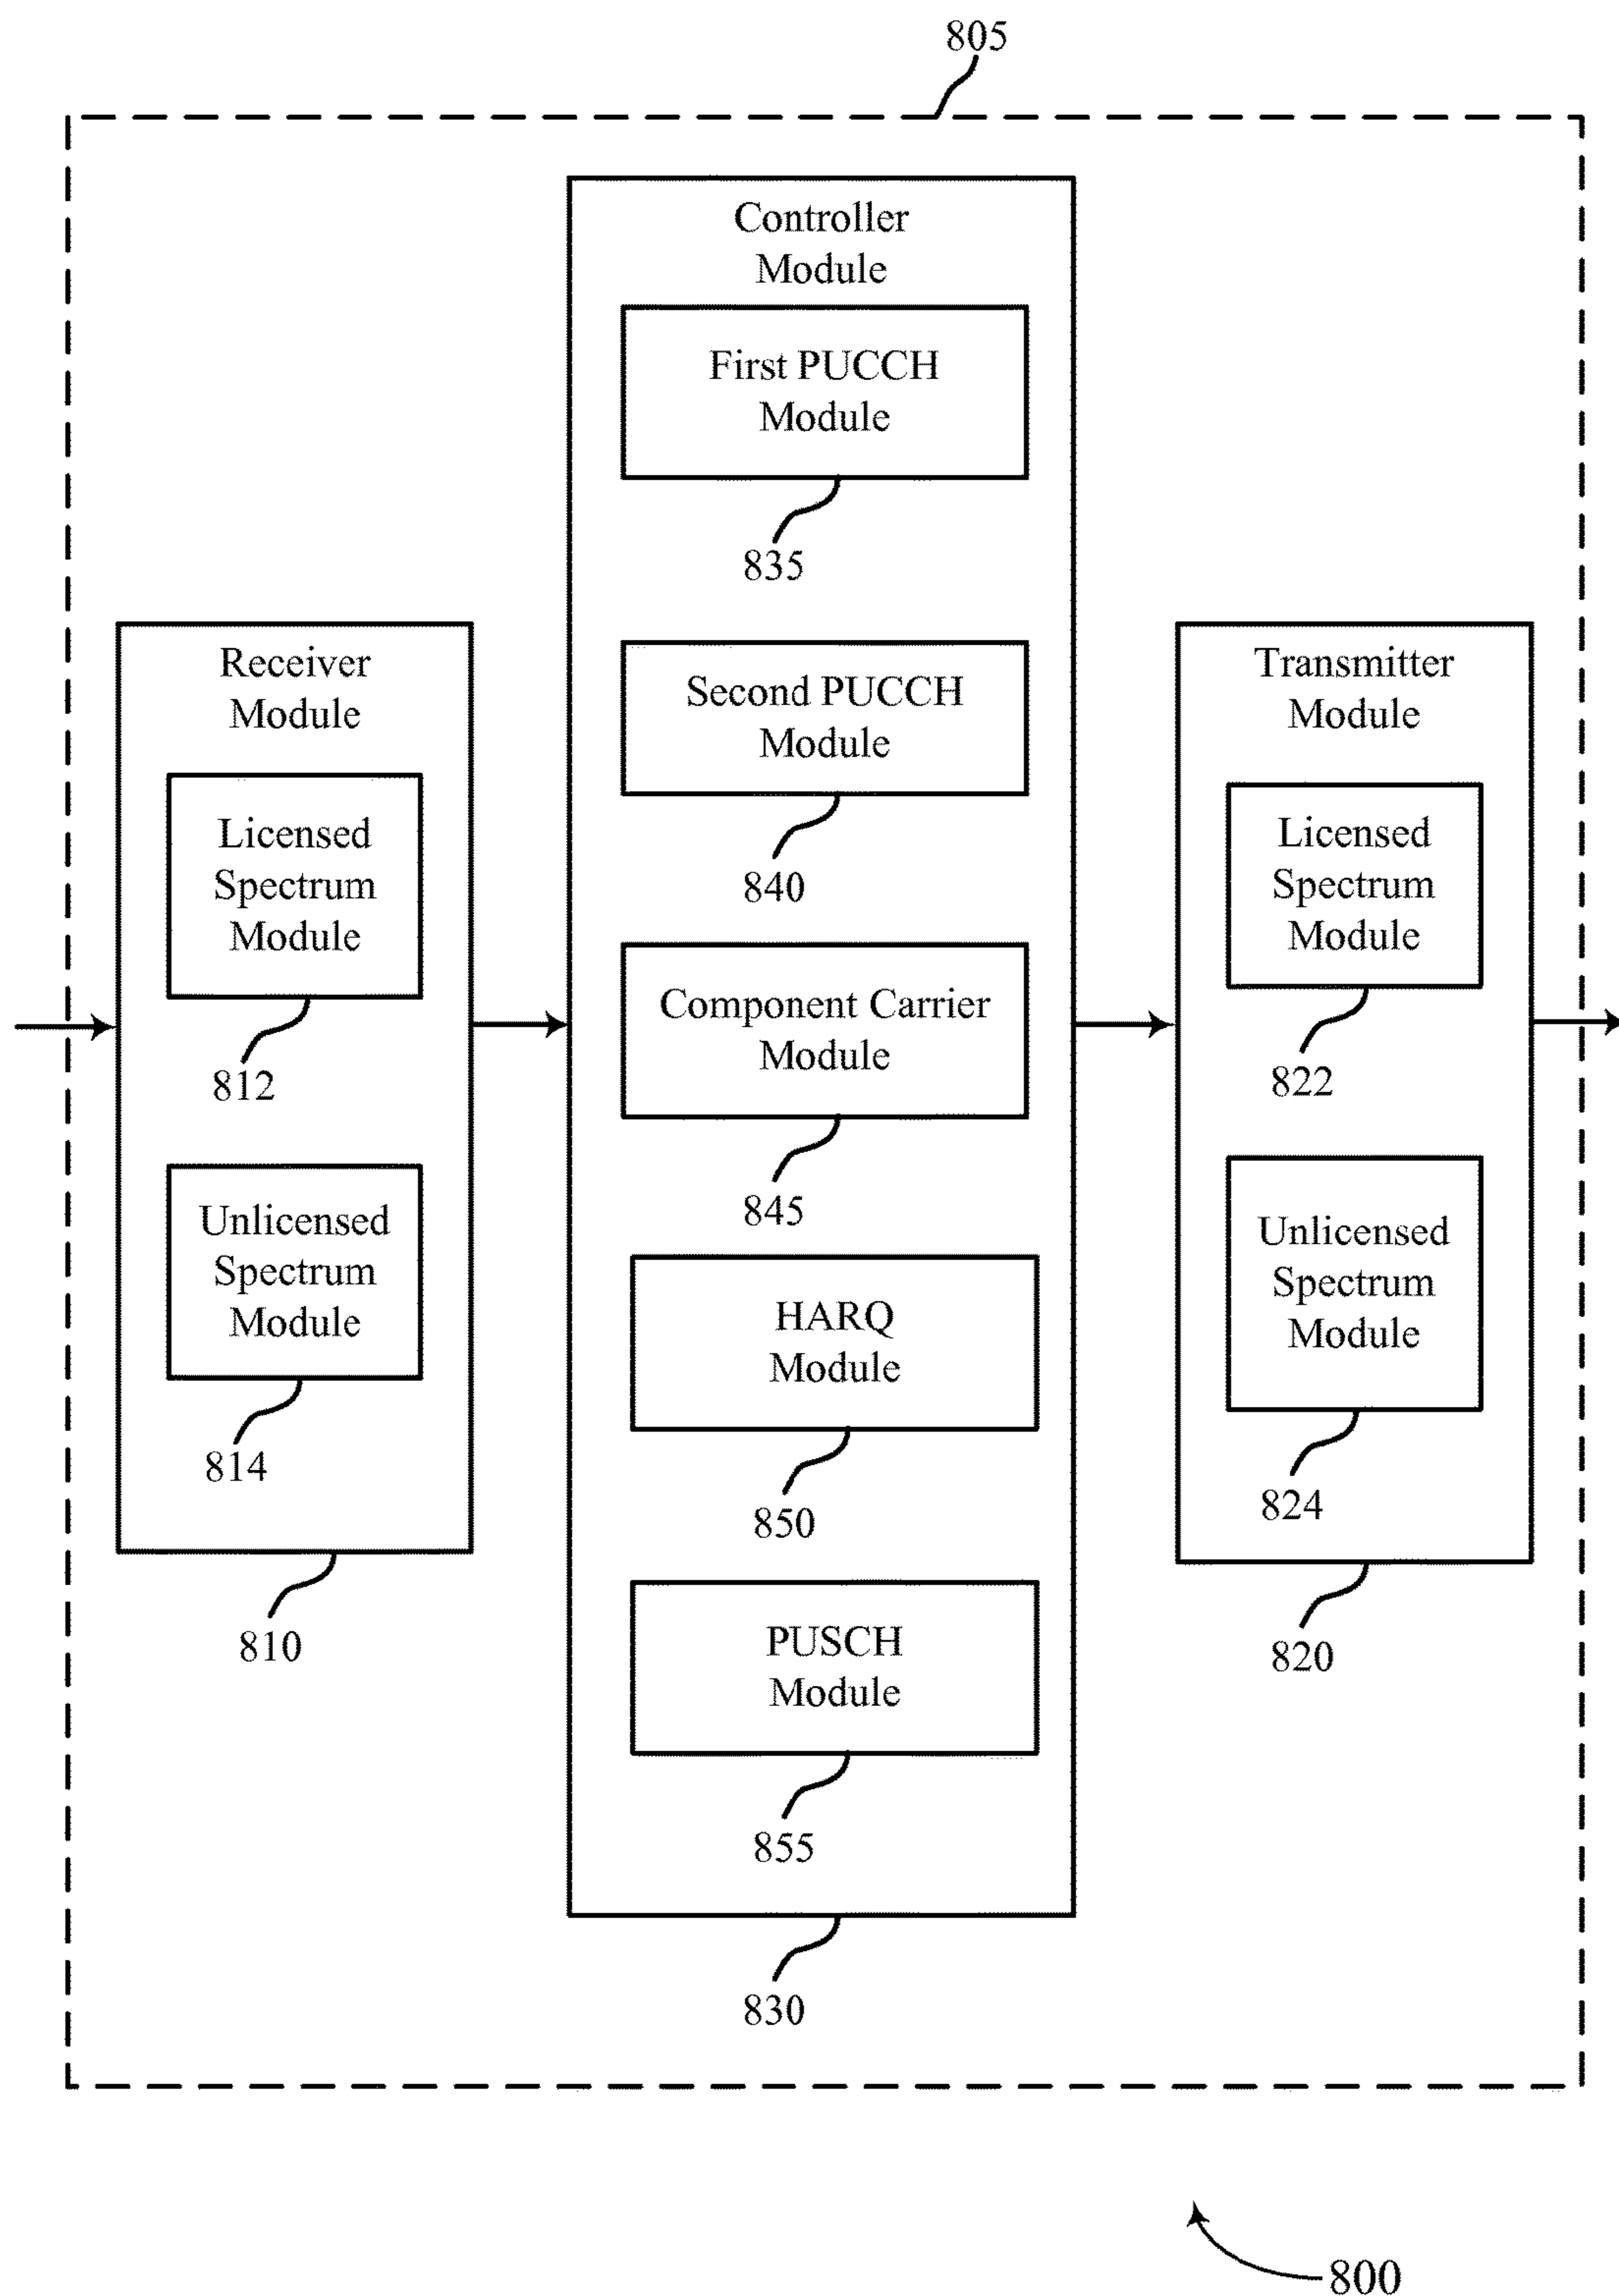 805
Controller
Module
First PUCCH
Module
835
Second PUCCH
Module
840
Component Carrier
Module
845
HARQ
Module
850
PUSCH
Module
855
830
Receiver
Module
Licensed
Spectrum
Module
812
Unlicensed
Spectrum
Module
814
810
Transmitter
Module
Licensed
Spectrum
Module
822
Unlicensed
Spectrum
Module
824
820
800